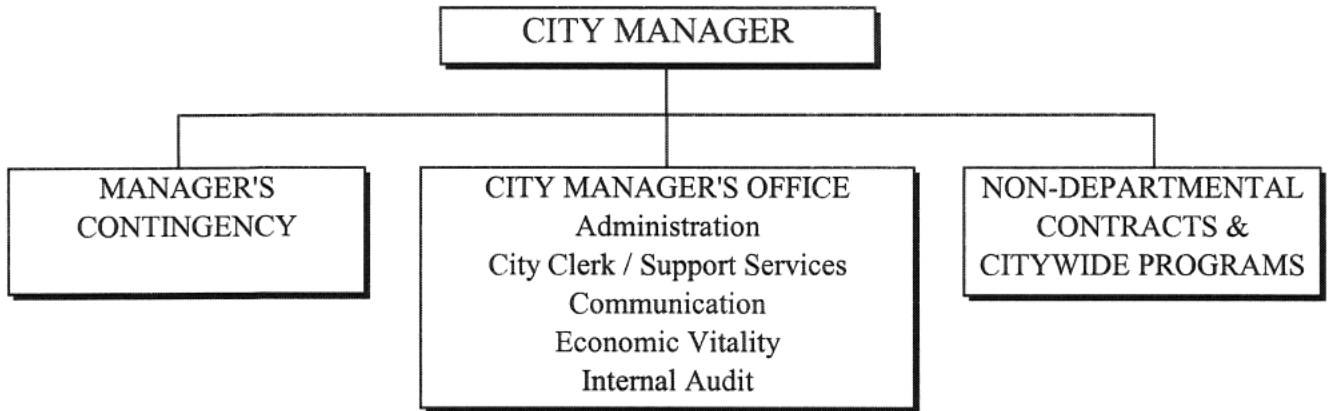 CITY MANAGER
MANAGER'S
CONTINGENCY
CITY MANAGER'S OFFICE
Administration
City Clerk / Support Services
Communication
Economic Vitality
Internal Audit
NON-DEPARTMENTAL
CONTRACTS &
CITYWIDE PROGRAMS